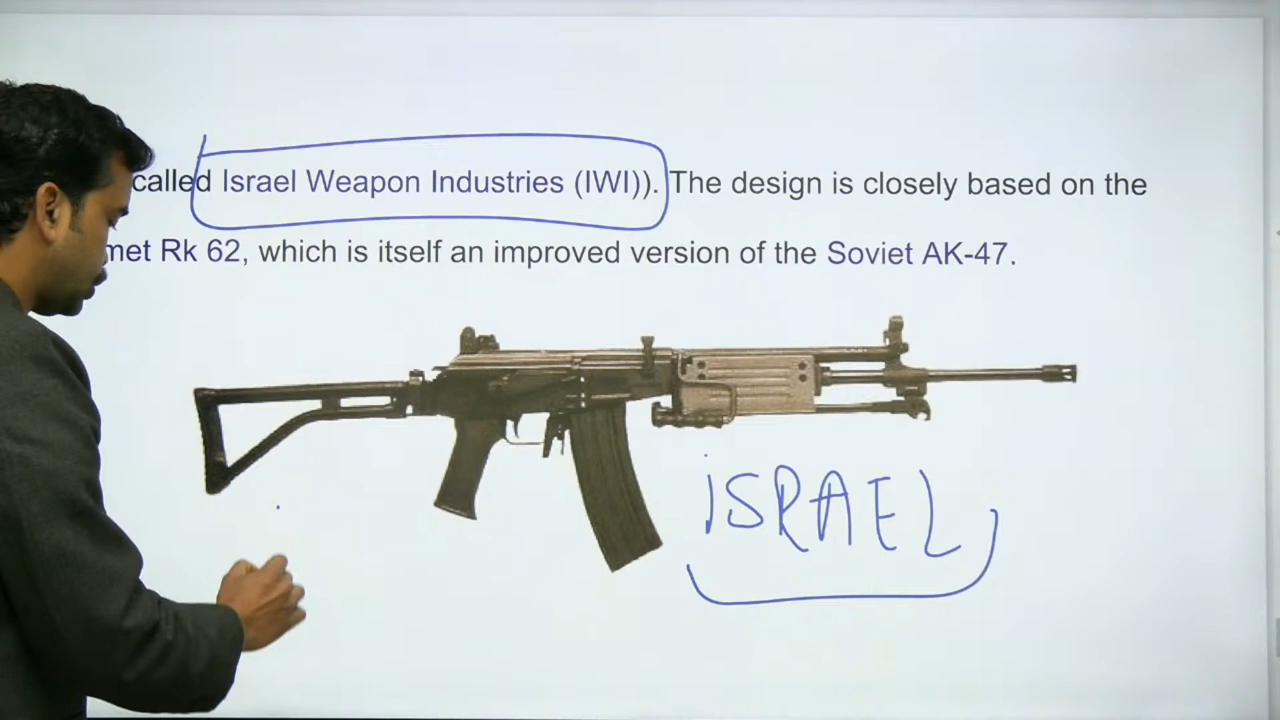 called Israel Weapon Industries (IWI)). The design is closely based on the
met Rk 62, which is itself an improved version of the Soviet AK-47.
iSRAEL